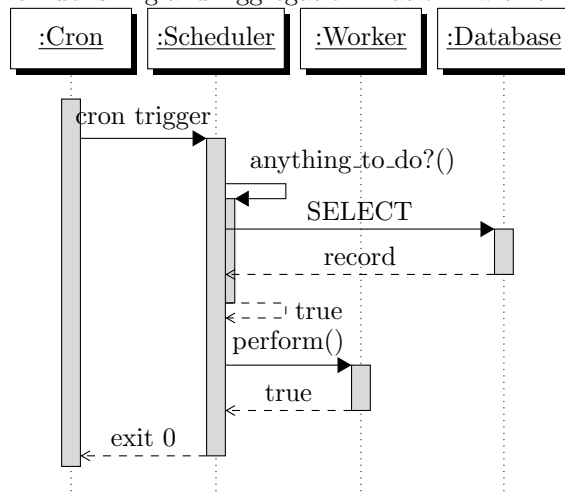 :Cron
:Scheduler
:Worker
:Database
cron trigger
anything_to_do?()
SELECT
record
true
perform()
true
exit 0